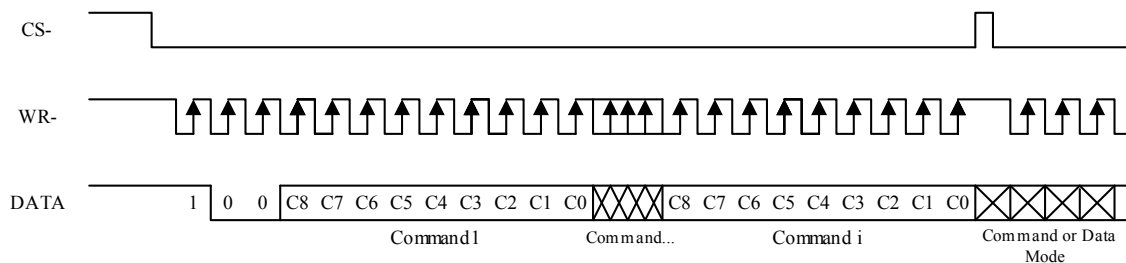 CS-
WR-
DATA 1 0 0 C8 C7 C6 C5 C4 C3 C2 C1 C0 C8 C7 C6 C5 C4 C3 C2 C1 C0
Command1 Command... Command i Command or Data
Mode